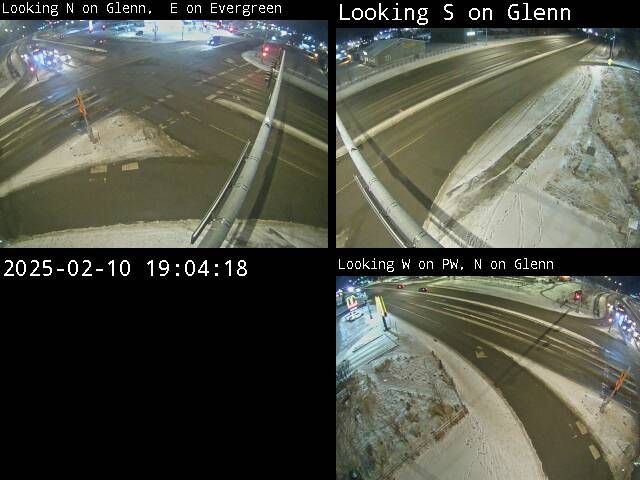 Looking N on Glenn,  E on Evergreen
Looking S on Glenn
2025-02-10 19:04:18
Looking W on PW, N on Glenn